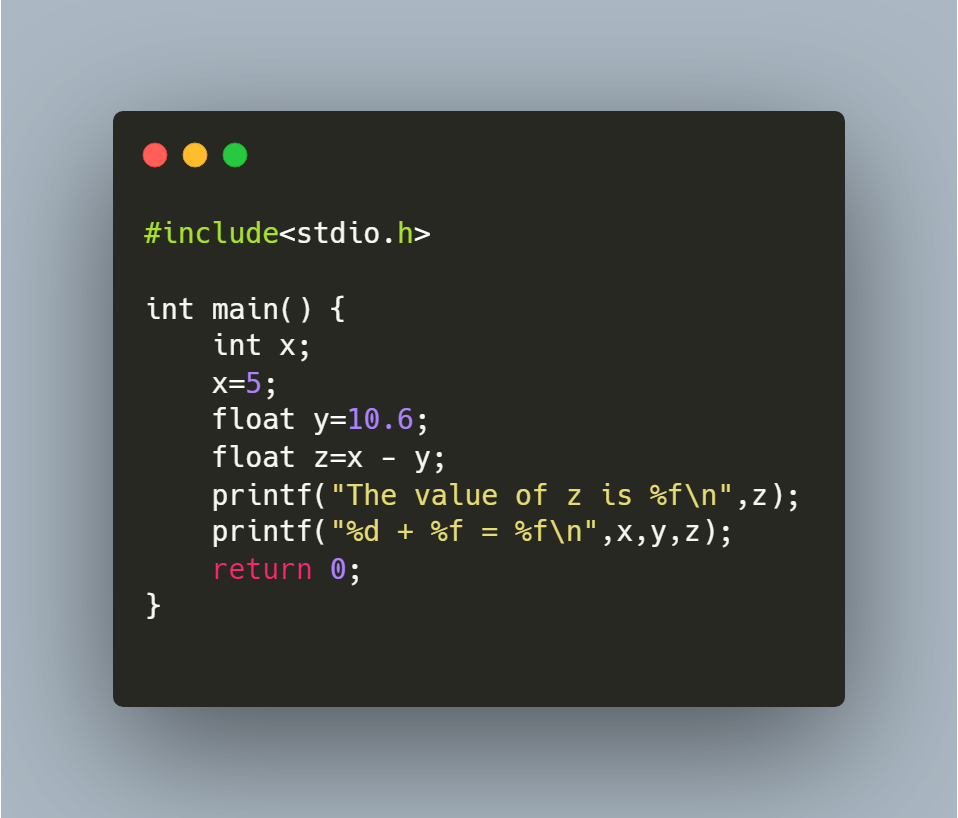 #include<stdio.h>

int main() {
    int x;
    x=5;
    float y=10.6;
    float z=x - y;
    printf("The value of z is %f\n",z);
    printf("%d + %f = %f\n",x,y,z);
    return 0;
}